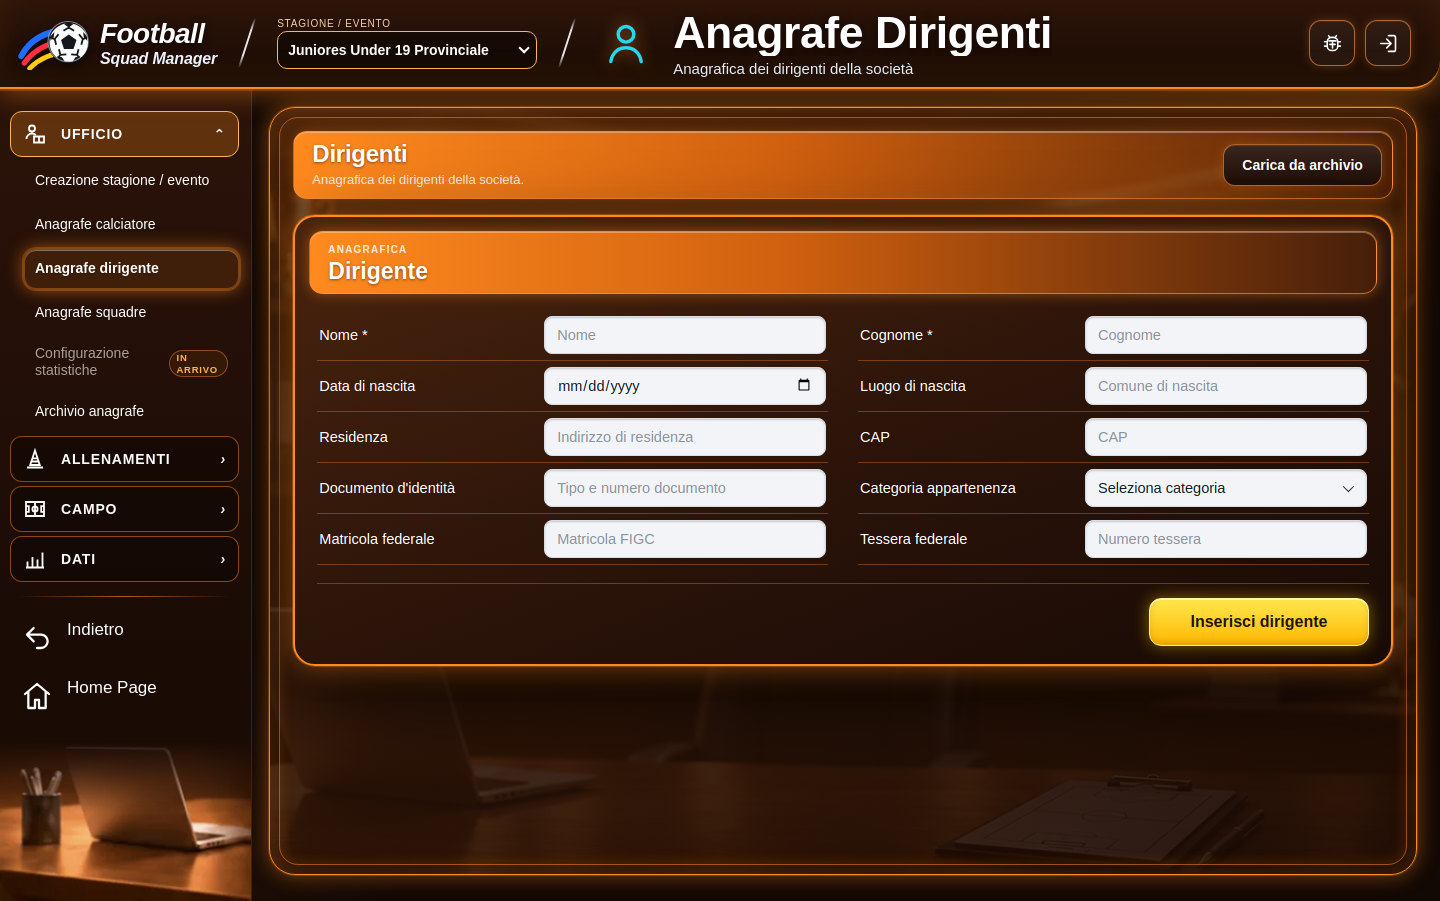 Football
Squad Manager
STAGIONE / EVENTO
Juniores Under 19 Provinciale
Anagrafe Dirigenti
Anagrafica dei dirigenti della società
UFFICIO
Creazione stagione / evento
Anagrafe calciatore
Anagrafe dirigente
Anagrafe squadre
Configurazione
statistiche
IN
ARRIVO
Archivio anagrafe
ALLENAMENTI
CAMPO
DATI
Indietro
Home Page
Dirigenti
Anagrafica dei dirigenti della società.
Carica da archivio
ANAGRAFICA
Dirigente
Nome *
Nome
Cognome *
Cognome
Data di nascita
mm/dd/yyyy
Luogo di nascita
Comune di nascita
Residenza
Indirizzo di residenza
CAP
CAP
Documento d'identità
Tipo e numero documento
Categoria appartenenza
Seleziona categoria
Matricola federale
Matricola FIGC
Tessera federale
Numero tessera
Inserisci dirigente